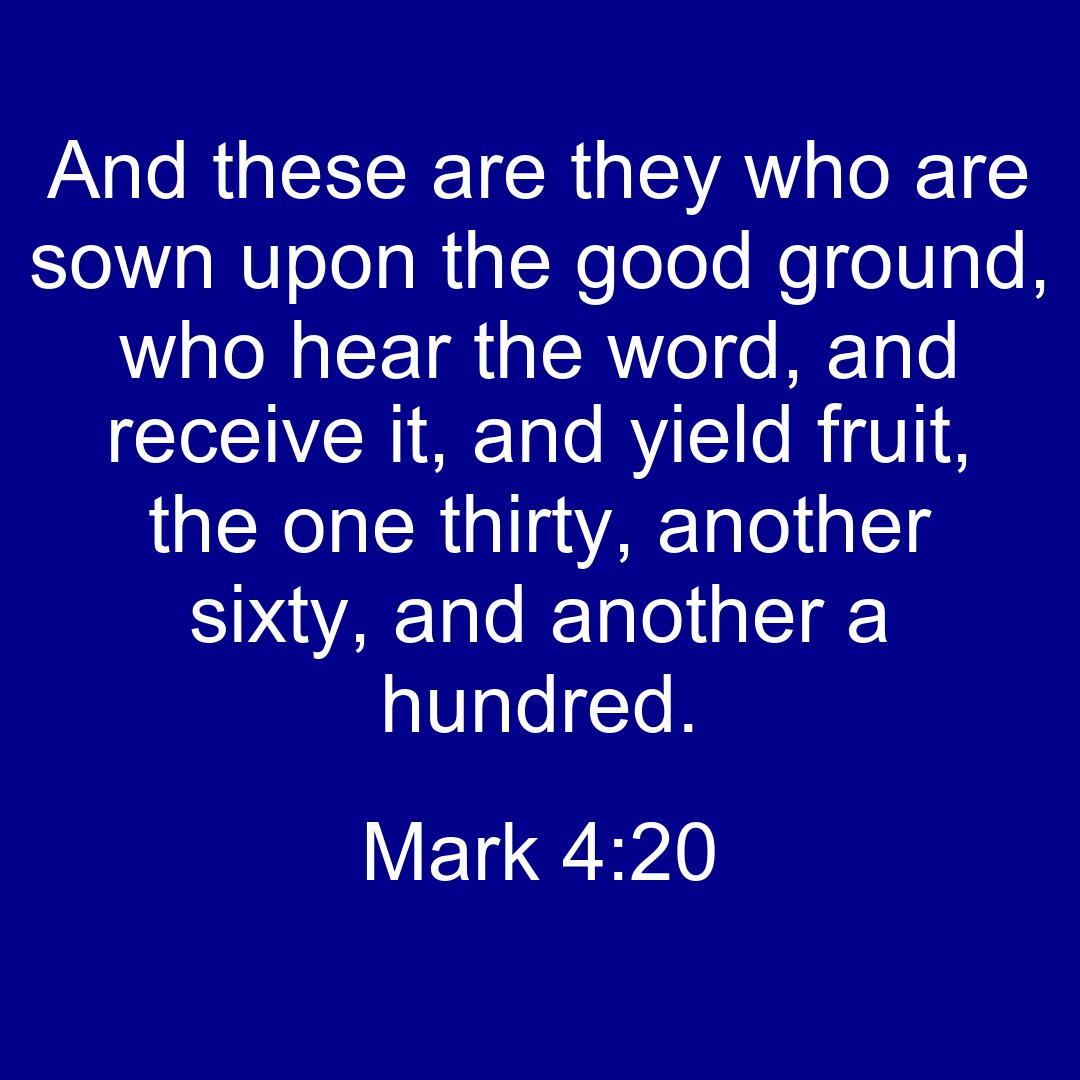 And these are they who are
sown upon the good ground,
who hear the word, and
receive it, and yield fruit,
the one thirty, another
sixty, and another a
hundred.
Mark 4:20